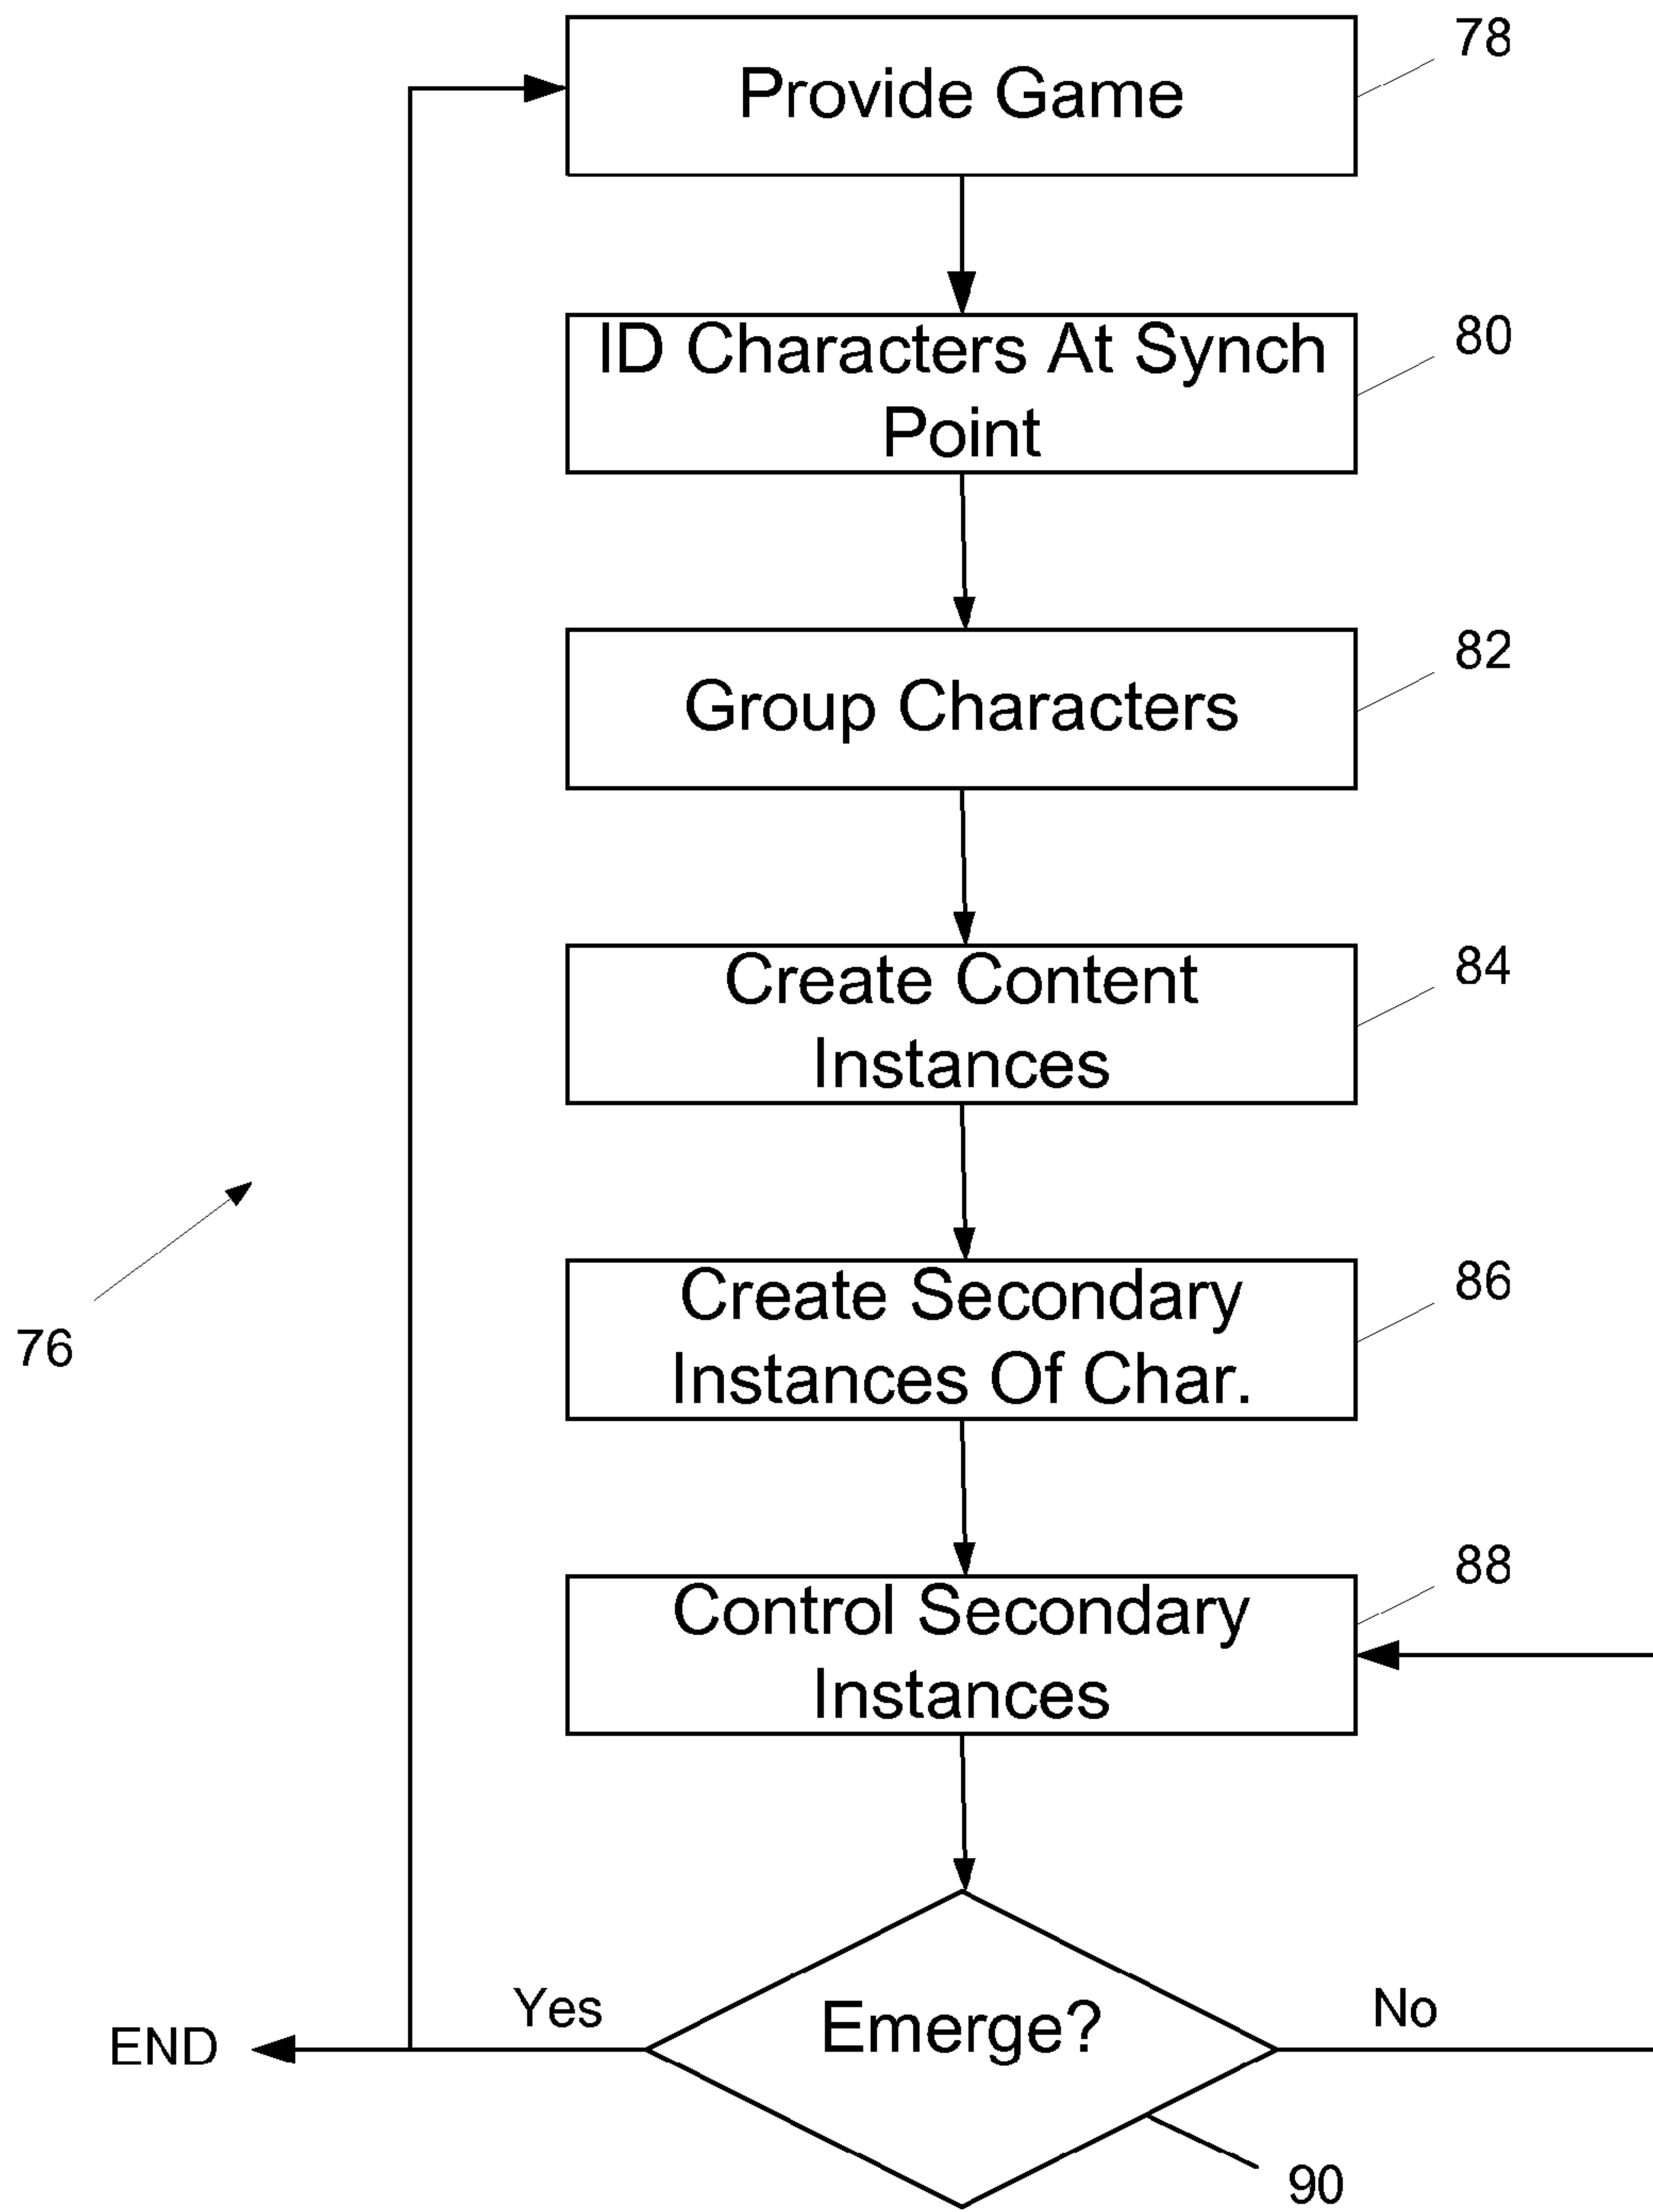 78
Provide Game
80
ID Characters At Synch
Point
82
Group Characters
84
Create Content
Instances
86
Create Secondary
Instances Of Char.
76
88
Control Secondary
Instances
Yes
No
Emerge?
END
90